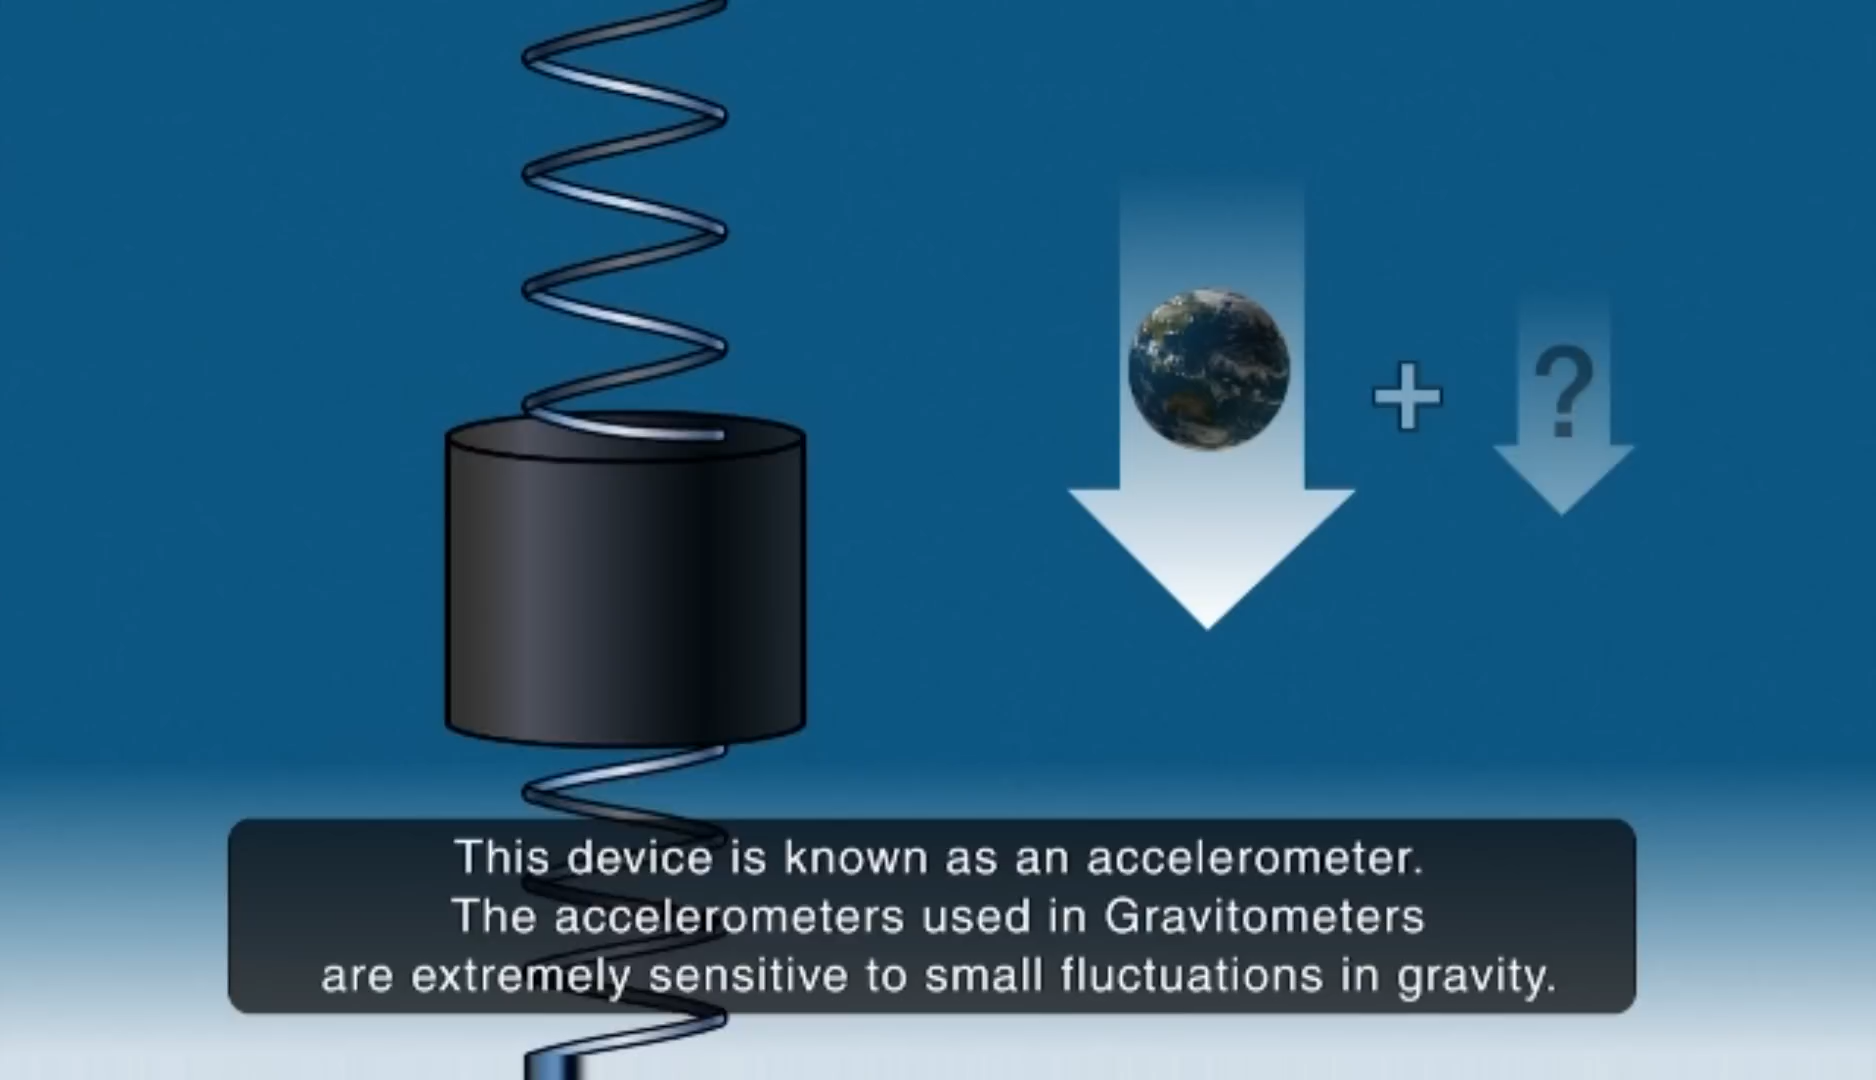 ?
+
This device is known as an accelerometer.
The accelerometers used in Gravitometers
are extremely sensitive to small fluctuations in gravity.